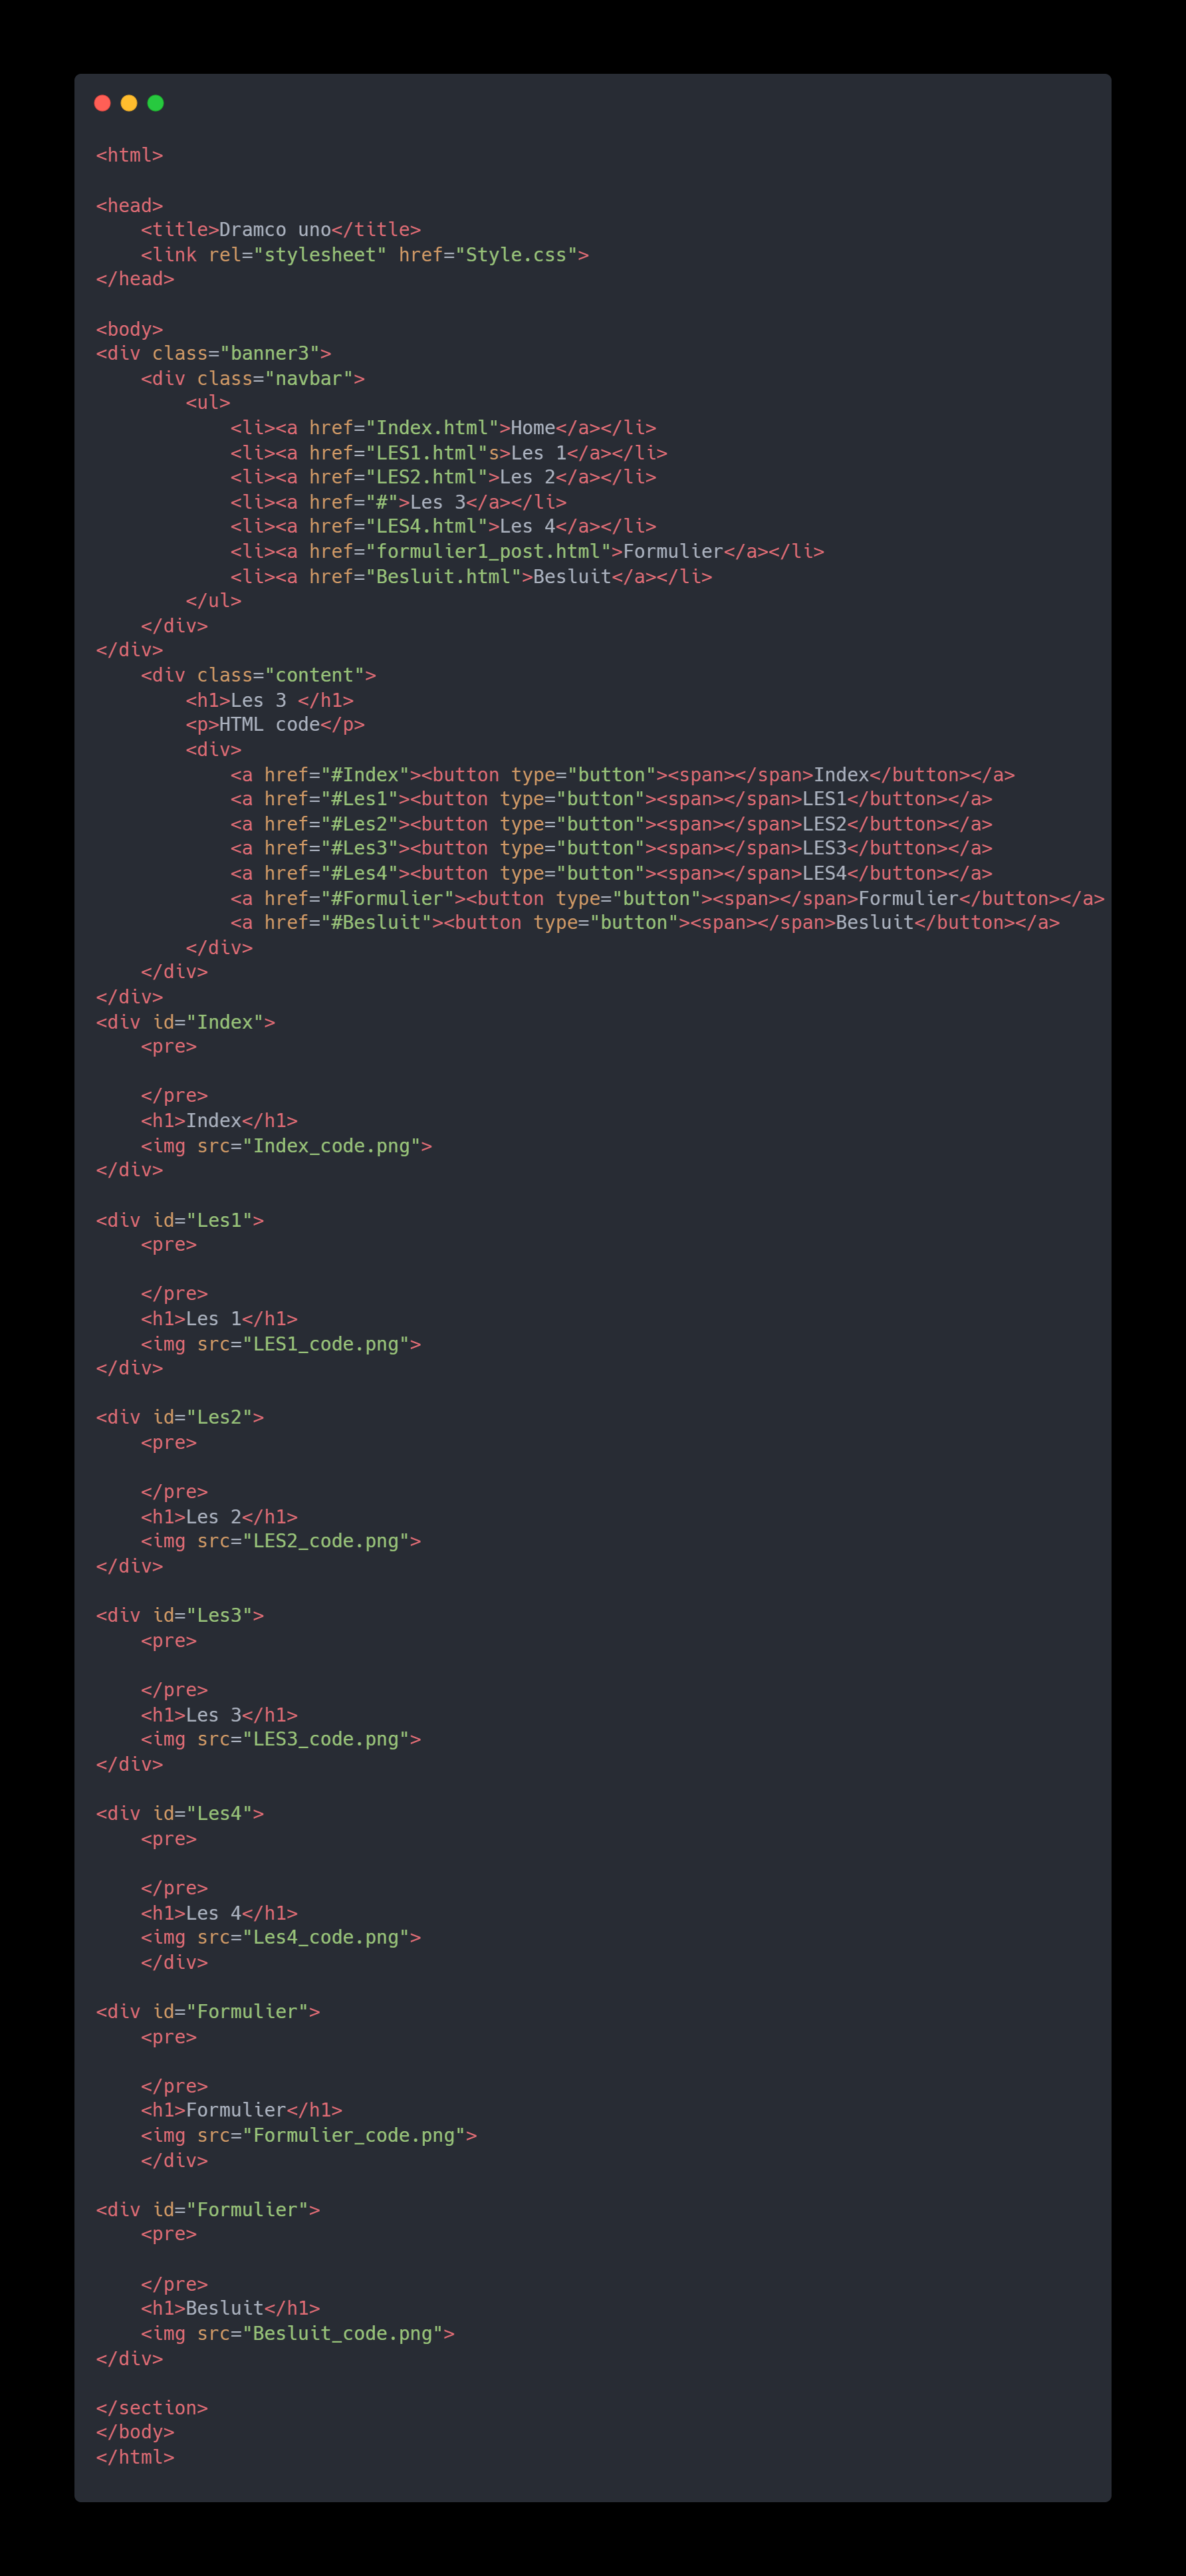 <html>

<head>
    <title>Dramco uno</title>
    <link rel="stylesheet" href="Style.css">
</head>

<body>
<div class="banner3">
    <div class="navbar">
        <ul>
            <li><a href="Index.html">Home</a></li>
            <li><a href="LES1.html"s>Les 1</a></li>
            <li><a href="LES2.html">Les 2</a></li>
            <li><a href="#">Les 3</a></li>
            <li><a href="LES4.html">Les 4</a></li>
            <li><a href="formulier1_post.html">Formulier</a></li>
            <li><a href="Besluit.html">Besluit</a></li>
        </ul>
    </div>
</div>
    <div class="content">
        <h1>Les 3 </h1>
        <p>HTML code</p>
        <div>
            <a href="#Index"><button type="button"><span></span>Index</button></a>
            <a href="#Les1"><button type="button"><span></span>LES1</button></a>
            <a href="#Les2"><button type="button"><span></span>LES2</button></a>
            <a href="#Les3"><button type="button"><span></span>LES3</button></a>
            <a href="#Les4"><button type="button"><span></span>LES4</button></a>
            <a href="#Formulier"><button type="button"><span></span>Formulier</button></a>
            <a href="#Besluit"><button type="button"><span></span>Besluit</button></a>
        </div>
    </div>
</div>
<div id="Index">
    <pre>

    </pre>
    <h1>Index</h1>
    <img src="Index_code.png">
</div>

<div id="Les1">
    <pre>

    </pre>
    <h1>Les 1</h1>
    <img src="LES1_code.png">
</div>

<div id="Les2">
    <pre>

    </pre>
    <h1>Les 2</h1>
    <img src="LES2_code.png">
</div>

<div id="Les3">
    <pre>

    </pre>
    <h1>Les 3</h1>
    <img src="LES3_code.png">
</div>

<div id="Les4">
    <pre>

    </pre>
    <h1>Les 4</h1>
    <img src="Les4_code.png">
    </div>

<div id="Formulier">
    <pre>

    </pre>
    <h1>Formulier</h1>
    <img src="Formulier_code.png">
    </div>

<div id="Formulier">
    <pre>

    </pre>
    <h1>Besluit</h1>
    <img src="Besluit_code.png">
</div>

</section>
</body>
</html>